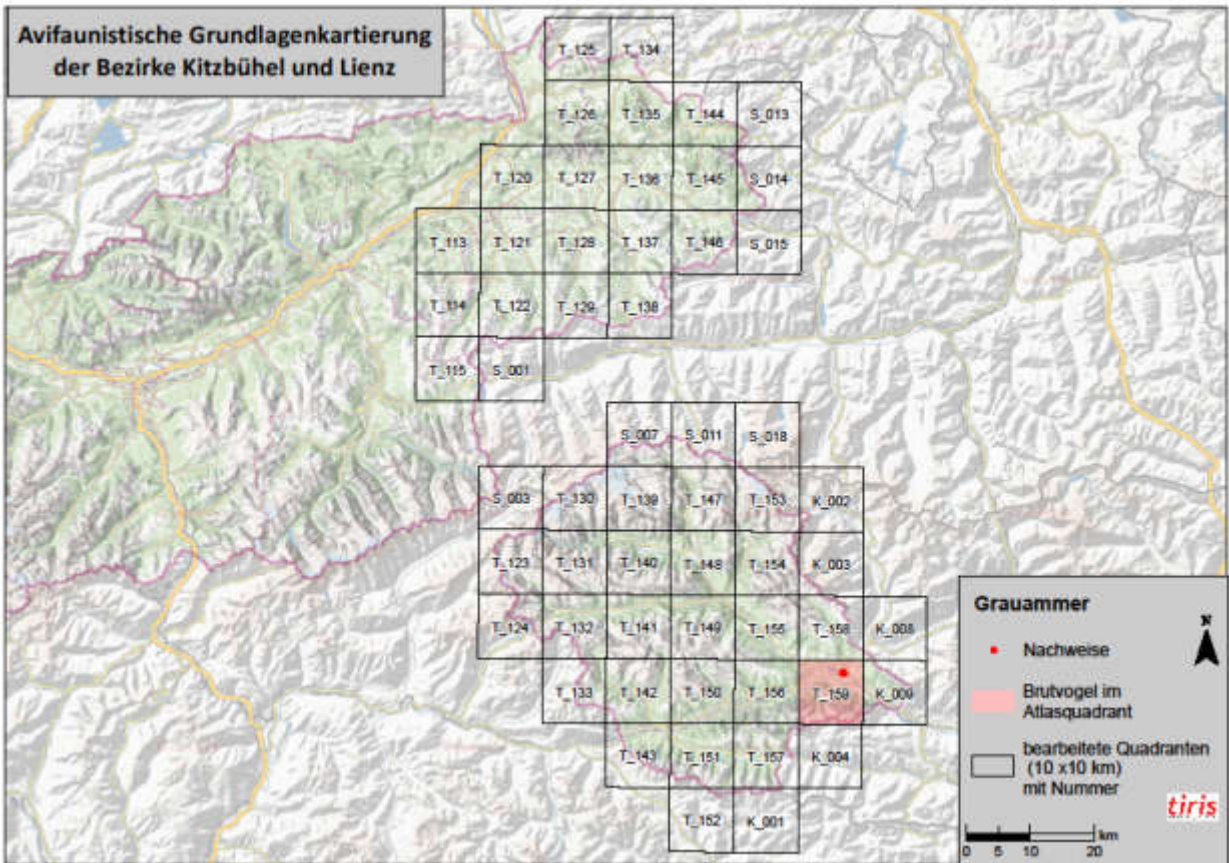 Avifaunistische Grundlagenkartierung
der Bezirke Kitzbühel und Lienz
T_125 T_134
T_126 T_135 T_144 S_013
T_120 T_127 T_136 T_145 S_014
T_113 T_121 T_128 T_137 T_146 S_015
T_114 T_122 T_129 T_138
T_115 S_001
S_007 S_011 S_018
S_003 T_130 T_139 T_147 T_153 K_002
T_123 T_131 T_140 T_148 T_154 K_003
T_124 T_132 T_141 T_149 T_155 T_158 K_008
T_133 T_142 T_150 T_156 T_159 K_009
T_143 T_151 T_157 K_004
T_152 K_001
Grauammer
N
Nachweise
Brutvogel im
Atlasquadrant
bearbeitete Quadranten
(10 x10 km)
mit Nummer
tiris
km
0 5 10 20